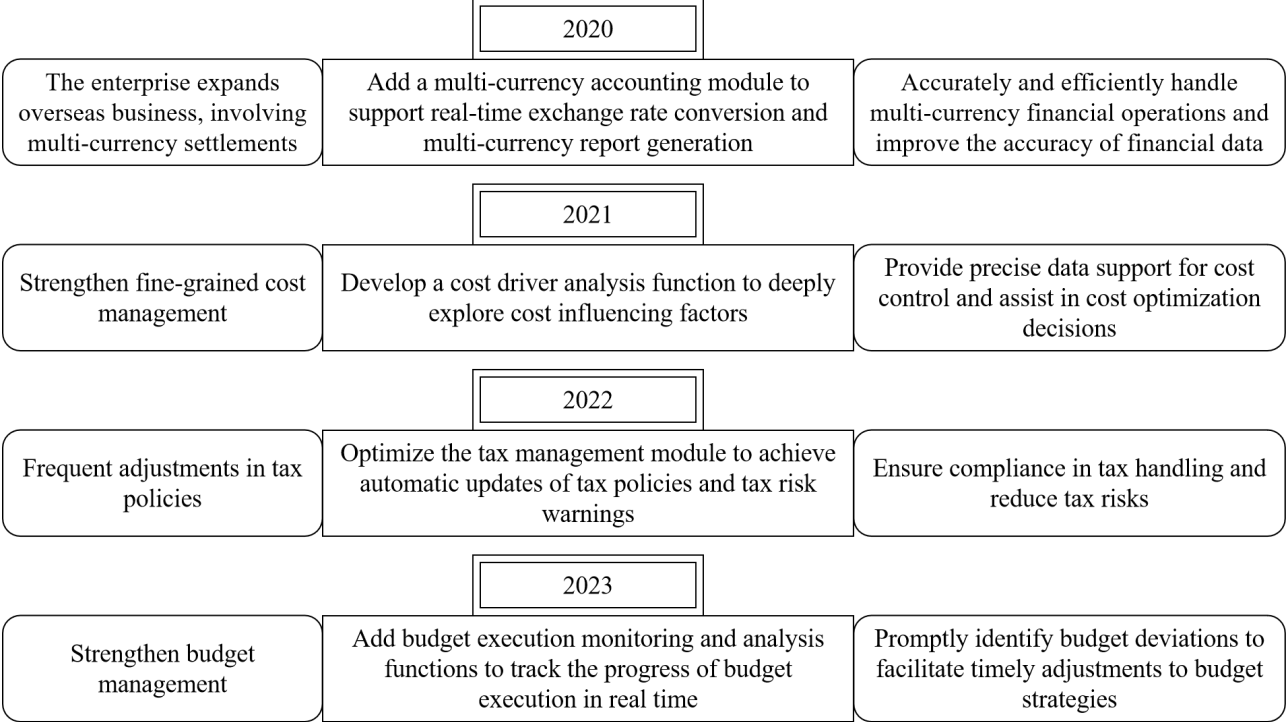 2020
The enterprise expands
overseas business, involving
multi-currency settlements
Add a multi-currency accounting module to
support real-time exchange rate conversion and
multi-currency report generation
Accurately and efficiently handle
multi-currency financial operations and
improve the accuracy of financial data
2021
Strengthen fine-grained cost
management
Develop a cost driver analysis function to deeply
explore cost influencing factors
Provide precise data support for cost
control and assist in cost optimization
decisions
2022
Frequent adjustments in tax
policies
Optimize the tax management module to achieve
automatic updates of tax policies and tax risk
warnings
Ensure compliance in tax handling and
reduce tax risks
2023
Strengthen budget
management
Add budget execution monitoring and analysis
functions to track the progress of budget
execution in real time
Promptly identify budget deviations to
facilitate timely adjustments to budget
strategies